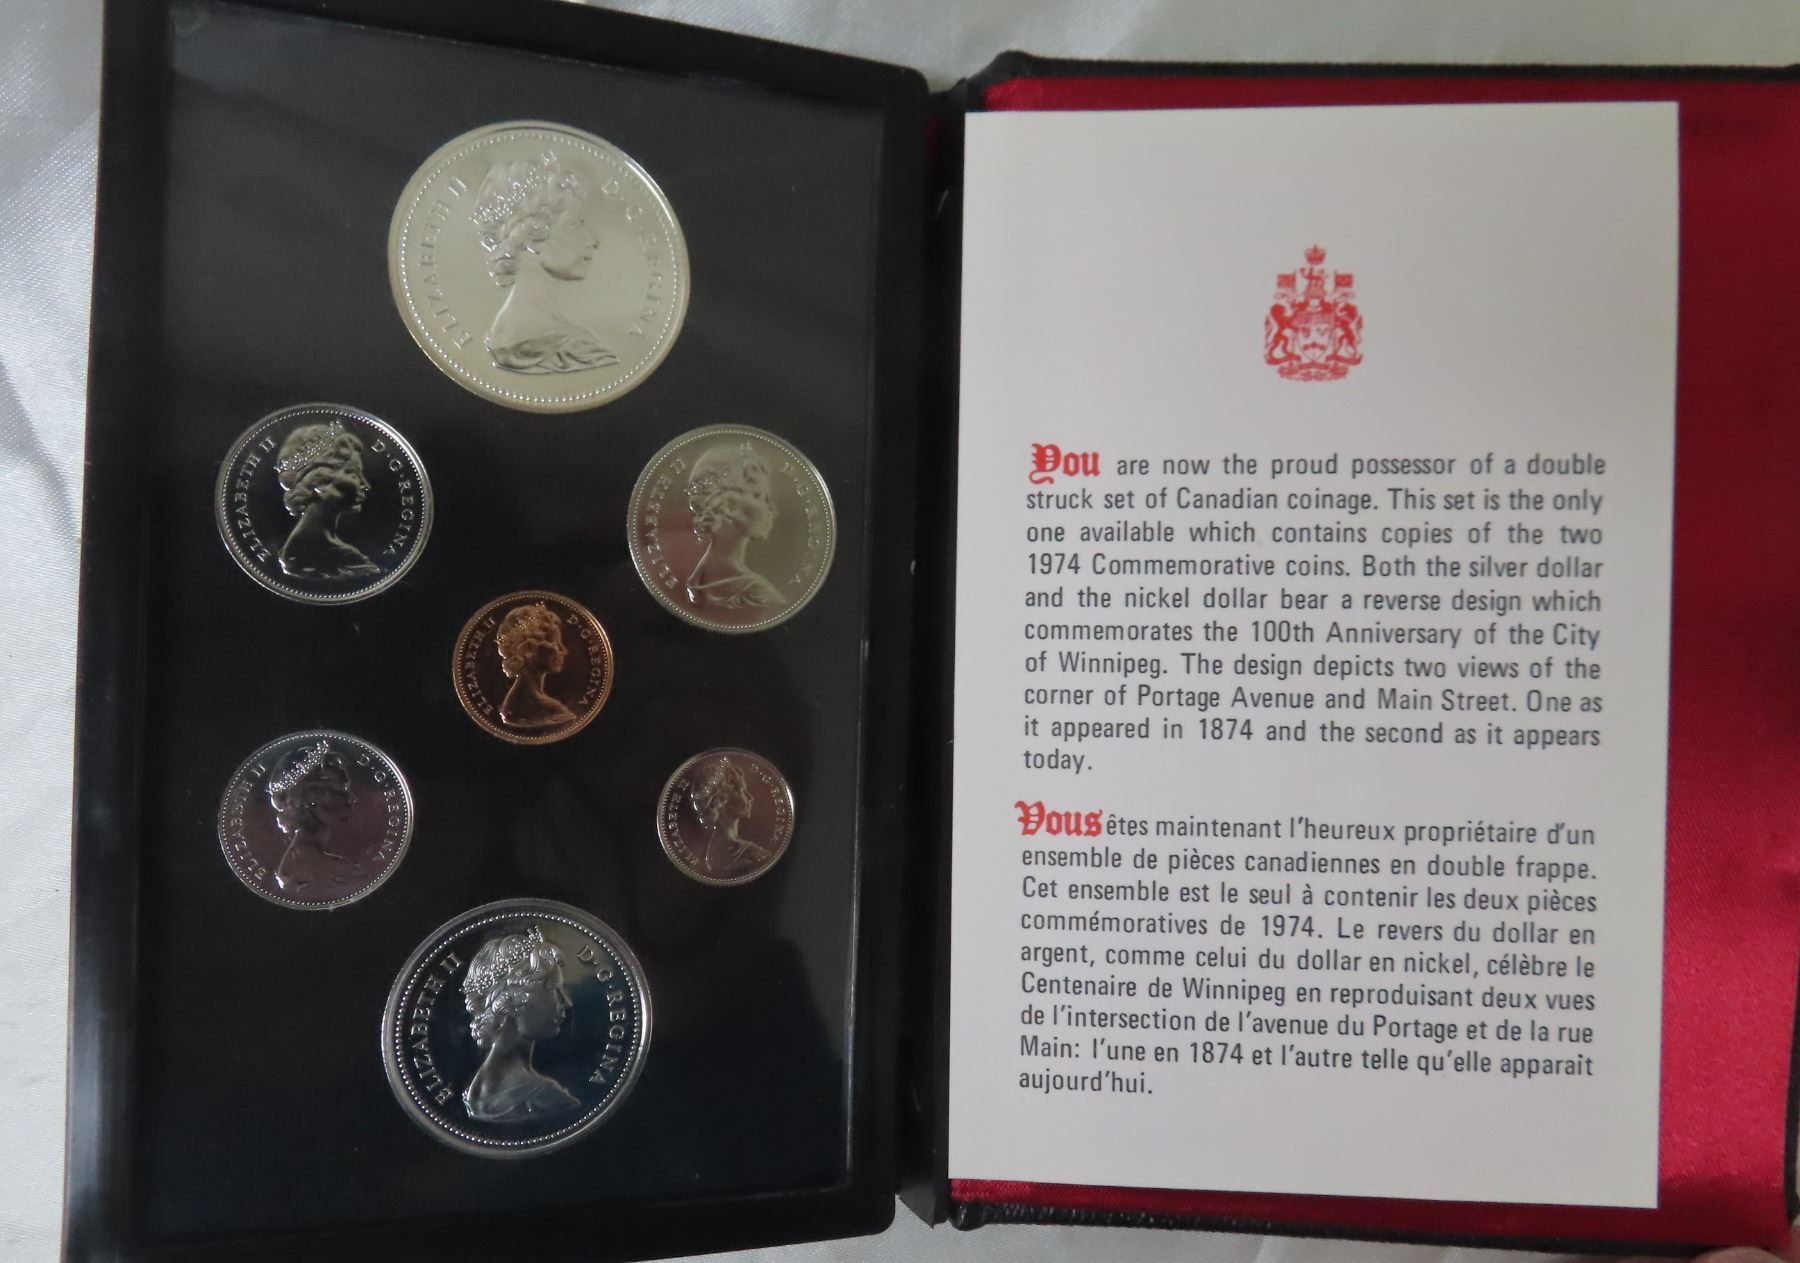 ELIZABETH II D·G·REGINA
ELIZABETH II D·G·REGINA
ELIZABETH II D·G·REGINA
ELIZABETH II D·G·REGINA
ELIZABETH II D·G·REGINA
ELIZABETH II D·G·REGINA
ELIZABETH II D·G·REGINA
You are now the proud possessor of a double
struck set of Canadian coinage. This set is the only
one available which contains copies of the two
1974 Commemorative coins. Both the silver dollar
and the nickel dollar bear a reverse design which
commemorates the 100th Anniversary of the City
of Winnipeg. The design depicts two views of the
corner of Portage Avenue and Main Street. One as
it appeared in 1874 and the second as it appears
today.
Vous êtes maintenant l'heureux propriétaire d'un
ensemble de pièces canadiennes en double frappe.
Cet ensemble est le seul à contenir les deux pièces
commémoratives de 1974. Le revers du dollar en
argent, comme celui du dollar en nickel, célèbre le
Centenaire de Winnipeg en reproduisant deux vues
de l'intersection de l'avenue du Portage et de la rue
Main: l'une en 1874 et l'autre telle qu'elle apparait
aujourd'hui.